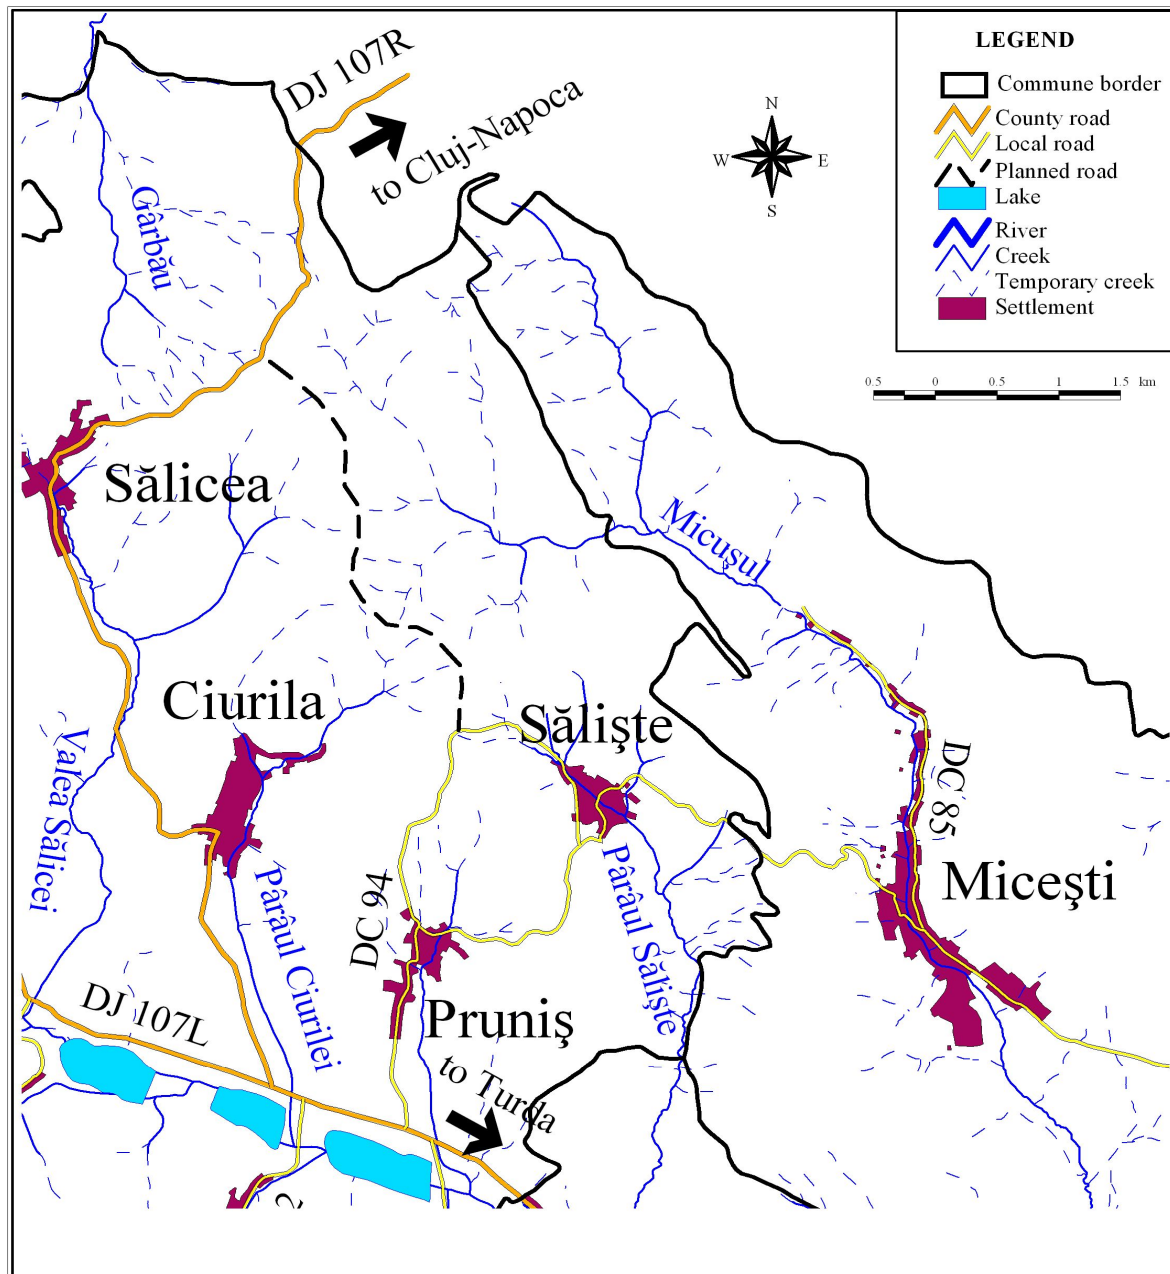 LEGEND
Commune border
County road
Local road
Planned road
Lake
River
Creek
Temporary creek
Settlement
DJ 107R
to Cluj-Napoca
N
W
E
S
0.5 0 0.5 1 1.5 km
Gârbău
Sălicea
Micuşul
Ciurila
Sălişte
Valea Sălicei
DC 85
Miceşti
DC 94
Pârâul Ciurilei
Pârâul Sălişte
DJ 107L
Pruniş
to Turda
2